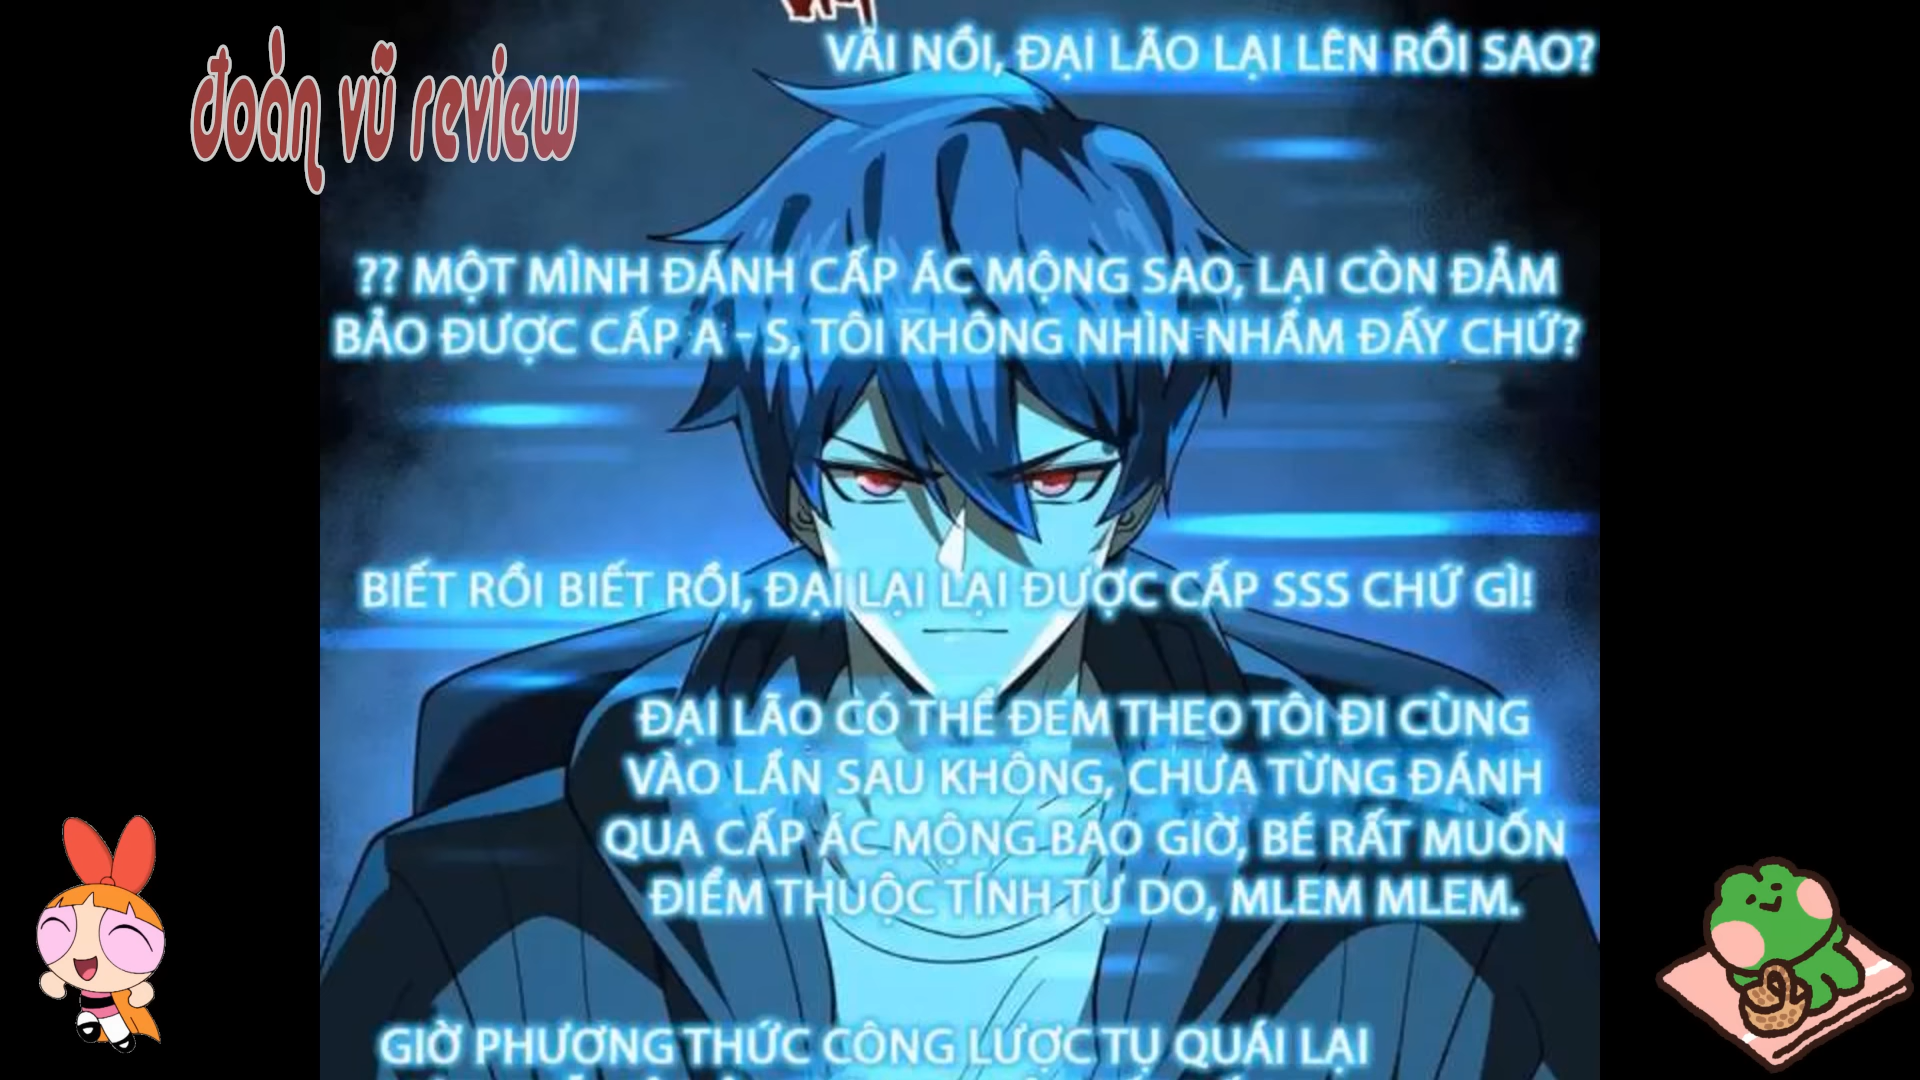 đoàn vũ review
VÃI NỒI, ĐẠI LÃO LẠI LÊN RỒI SAO?
?? MỘT MÌNH ĐÁNH CẤP ÁC MỘNG SAO, LẠI CÒN ĐẢM
BẢO ĐƯỢC CẤP A - S, TÔI KHÔNG NHÌN NHẦM ĐẤY CHỨ?
BIẾT RỒI BIẾT RỒI, ĐẠI LẠI LẠI ĐƯỢC CẤP SSS CHỨ GÌ!
ĐẠI LÃO CÓ THỂ ĐEM THEO TÔI ĐI CÙNG
VÀO LẦN SAU KHÔNG, CHƯA TỪNG ĐÁNH
QUA CẤP ÁC MỘNG BAO GIỜ, BÉ RẤT MUỐN
ĐIỂM THUỘC TÍNH TỰ DO, MLEM MLEM.
GIỜ PHƯƠNG THỨC CÔNG LƯỢC TỤ QUÁI LẠI